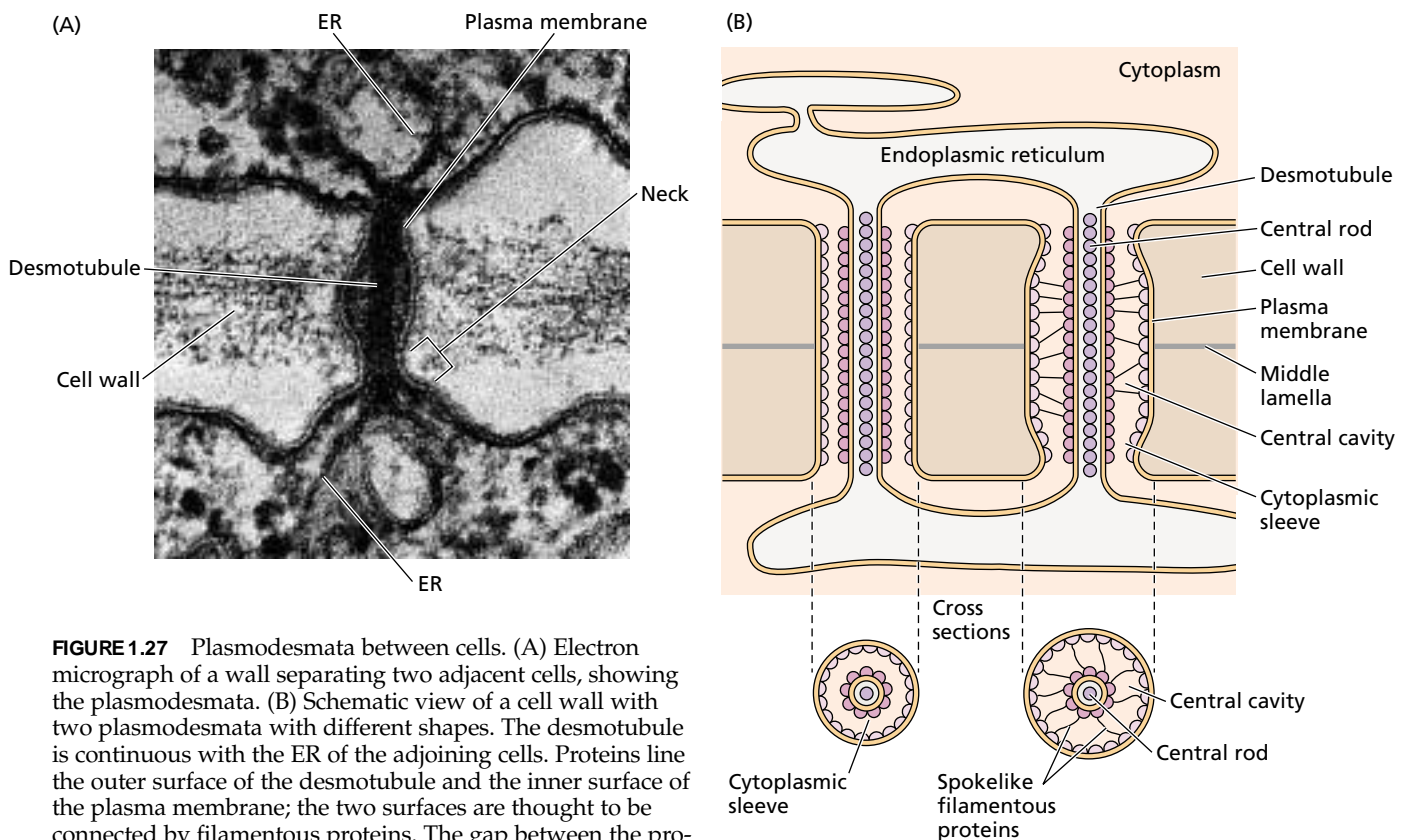 (A)
ER
Plasma membrane
Neck
Desmotubule
Cell wall
ER
FIGURE 1.27 Plasmodesmata between cells. (A) Electron
micrograph of a wall separating two adjacent cells, showing
the plasmodesmata. (B) Schematic view of a cell wall with
two plasmodesmata with different shapes. The desmotubule
is continuous with the ER of the adjoining cells. Proteins line
the outer surface of the desmotubule and the inner surface of
the plasma membrane; the two surfaces are thought to be
connected by filamentous proteins. The gap between the pro-
(B)
Cytoplasm
Endoplasmic reticulum
Desmotubule
Central rod
Cell wall
Plasma
membrane
Middle
lamella
Central cavity
Cytoplasmic
sleeve
Cross
sections
Central cavity
Central rod
Cytoplasmic
sleeve
Spokelike
filamentous
proteins